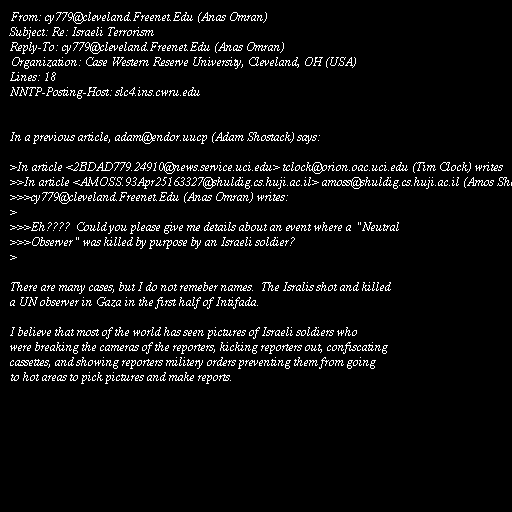 From: cy779@cleveland.Freenet.Edu (Anas Omran)
Subject: Re: Israeli Terrorism
Reply-To: cy779@cleveland.Freenet.Edu (Anas Omran)
Organization: Case Western Reserve University, Cleveland, OH (USA)
Lines: 18
NNTP-Posting-Host: slc4.ins.cwru.edu
In a previous article, adam@endor.uucp (Adam Shostack) says:
>In article <2BDAD779.24910@news.service.uci.edu> tclock@orion.oac.uci.edu (Tim Clock) writes
>>In article <AMOSS.93Apr25163327@shuldig.cs.huji.ac.il> amoss@shuldig.cs.huji.ac.il (Amos Sho
>>>cy779@cleveland.Freenet.Edu (Anas Omran) writes:
>
>>>Eh???? Could you please give me details about an event where a "Neutral
>>>Observer" was killed by purpose by an Israeli soldier?
>
There are many cases, but I do not remeber names. The Isralis shot and killed
a UN observer in Gaza in the first half of Intifada.
I believe that most of the world has seen pictures of Israeli soldiers who
were breaking the cameras of the reporters, kicking reporters out, confiscating
cassettes, and showing reporters militery orders preventing them from going
to hot areas to pick pictures and make reports.